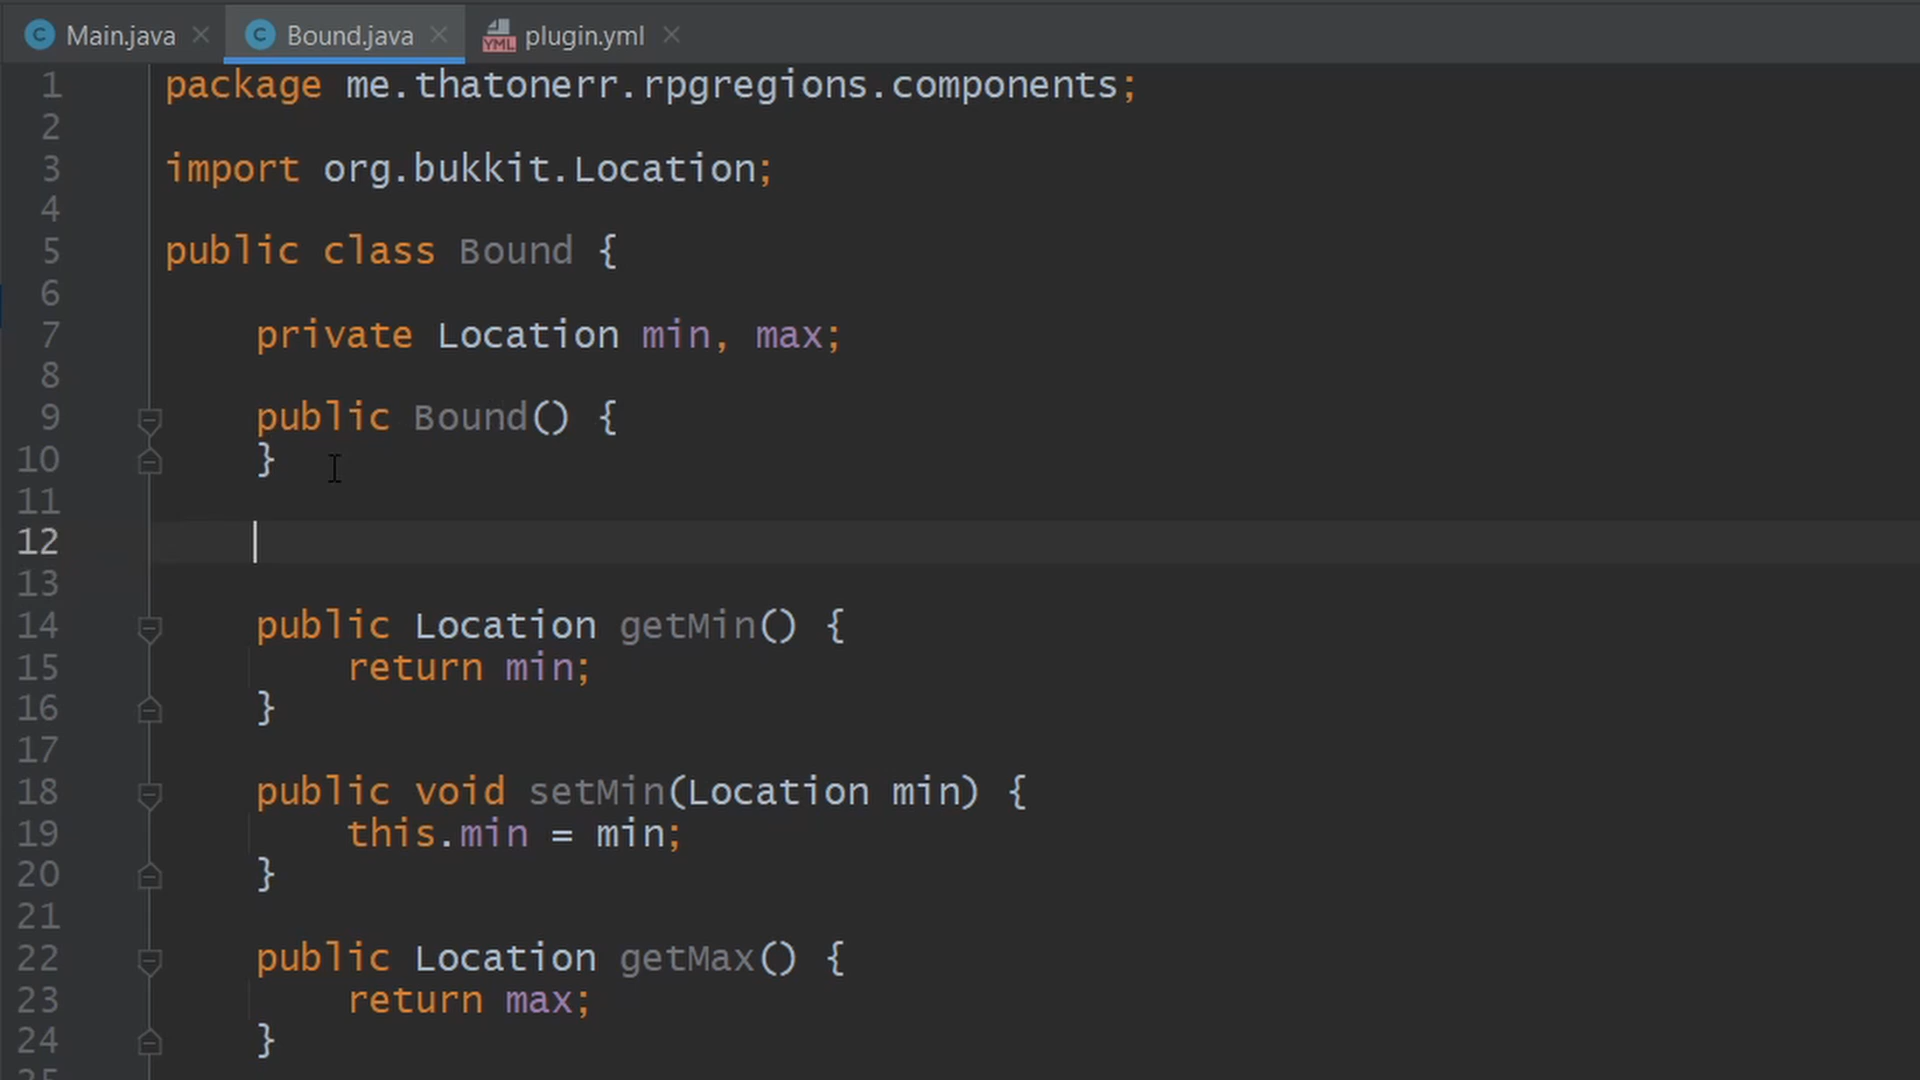 Main.java Bound.java plugin.yml
1 package me.thatonerr.rpgregions.components;
2
3 import org.bukkit.Location;
4
5 public class Bound {
6
7 private Location min, max;
8
9 public Bound() {
10 }
11
12
13
14 public Location getMin() {
15 return min;
16 }
17
18 public void setMin(Location min) {
19 this.min = min;
20 }
21
22 public Location getMax() {
23 return max;
24 }
25